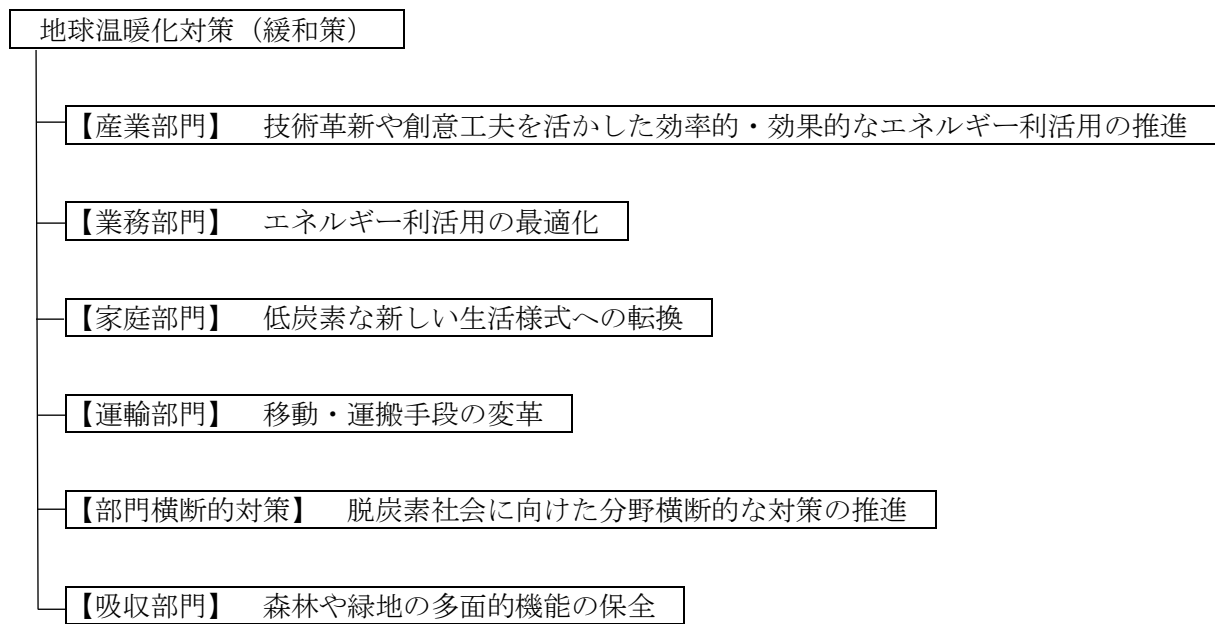 地球温暖化対策（緩和策）
【産業部門】　技術革新や創意工夫を活かした効率的・効果的なエネルギー利活用の推進
【業務部門】　エネルギー利活用の最適化
【家庭部門】　低炭素な新しい生活様式への転換
【運輸部門】　移動・運搬手段の変革
【部門横断的対策】　脱炭素社会に向けた分野横断的な対策の推進
【吸収部門】　森林や緑地の多面的機能の保全